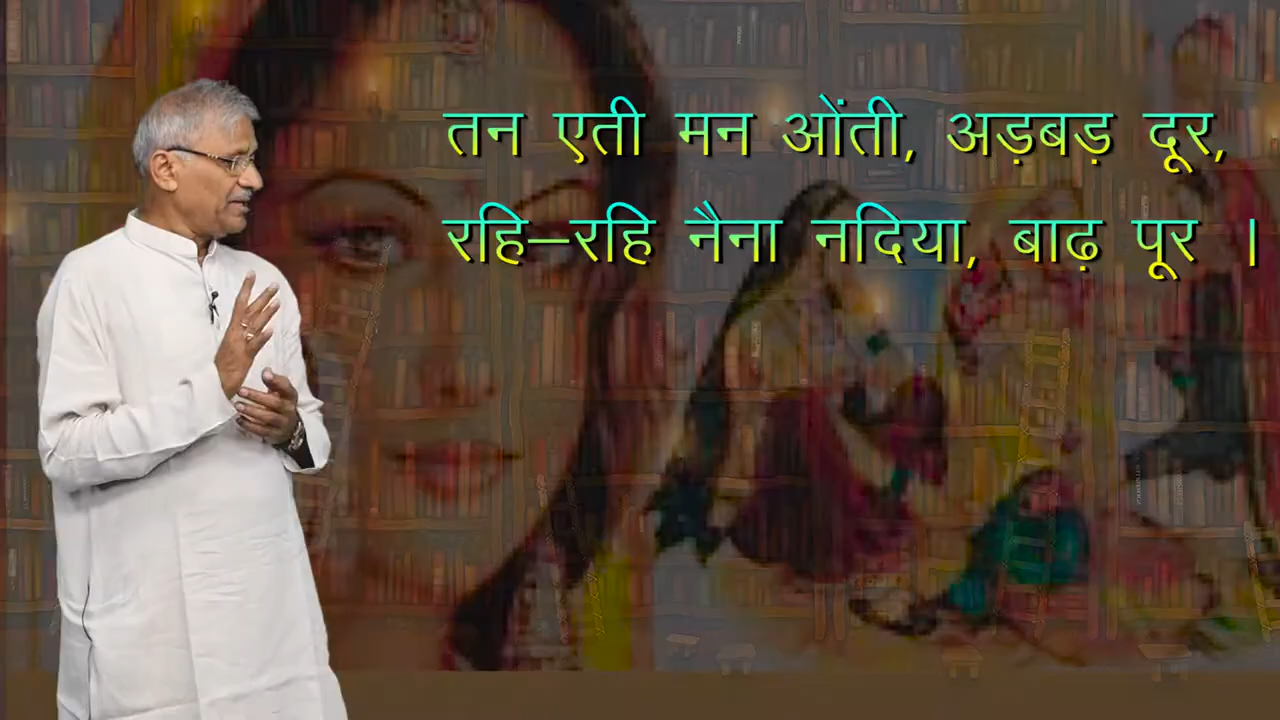 तन एती मन ओंती, अड़बड़ दूर,
रहि–रहि नैना नदिया, बाढ़ पूर ।